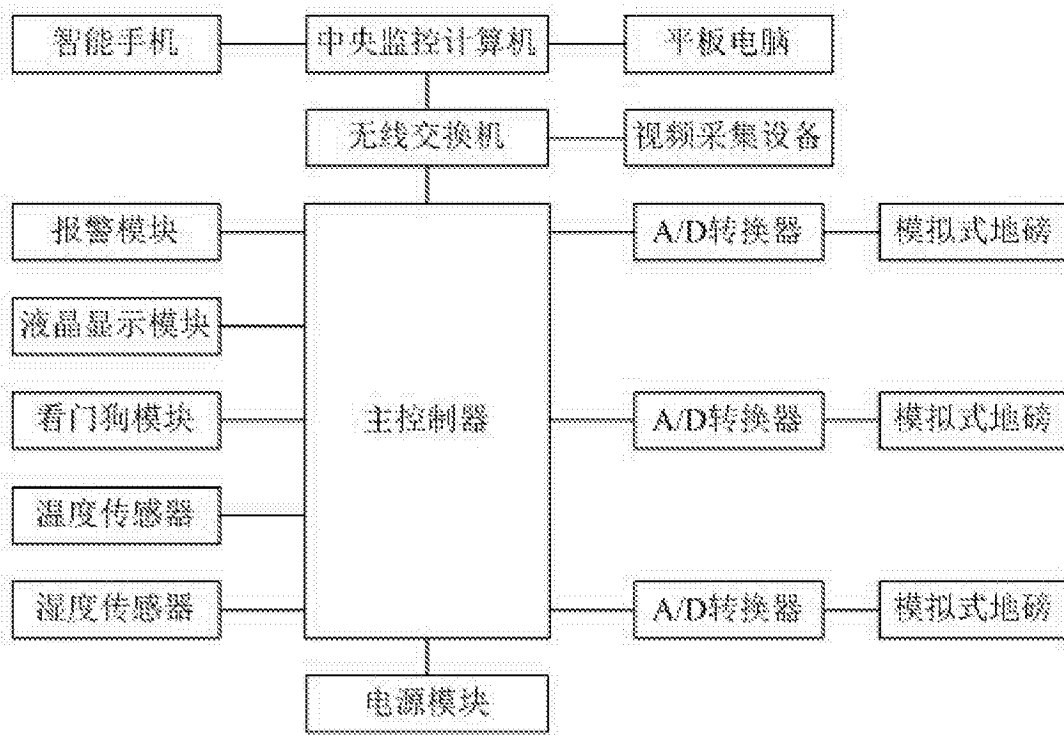 智能手机
中央监控计算机
平板电脑
无线交换机
视频采集设备
报警模块
A/D转换器
模拟式地磅
液晶显示模块
看门狗模块
主控制器
A/D转换器
模拟式地磅
温度传感器
湿度传感器
A/D转换器
模拟式地磅
电源模块